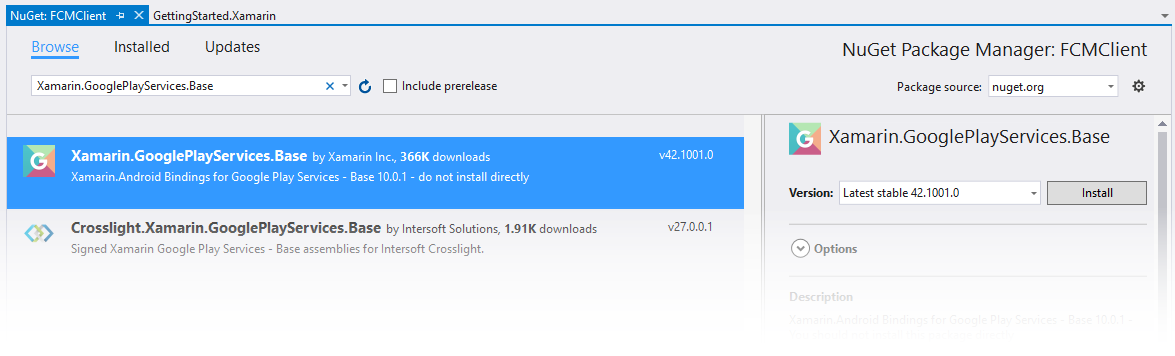 NuGet: FCMClient
GettingStarted.Xamarin
Browse
Installed
Updates
NuGet Package Manager: FCMClient
Xamarin.GooglePlayServices.Base
Include prerelease
Package source:
nuget.org
G
Xamarin.GooglePlayServices.Base by Xamarin Inc., 366K downloads
v42.1001.0
Xamarin.Android Bindings for Google Play Services - Base 10.0.1 - do not install directly
Crosslight.Xamarin.GooglePlayServices.Base by Intersoft Solutions, 1.91K downloads
v27.0.0.1
Signed Xamarin Google Play Services - Base assemblies for Intersoft Crosslight.
G
Xamarin.GooglePlayServices.Base
Version:
Latest stable 42.1001.0
Install
Options
Description
Xamarin.Android Bindings for Google Play Services - Base 10.0.1 -